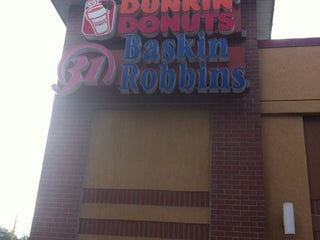 DUNKIN'
DONUTS
Baskin
31
Robbins